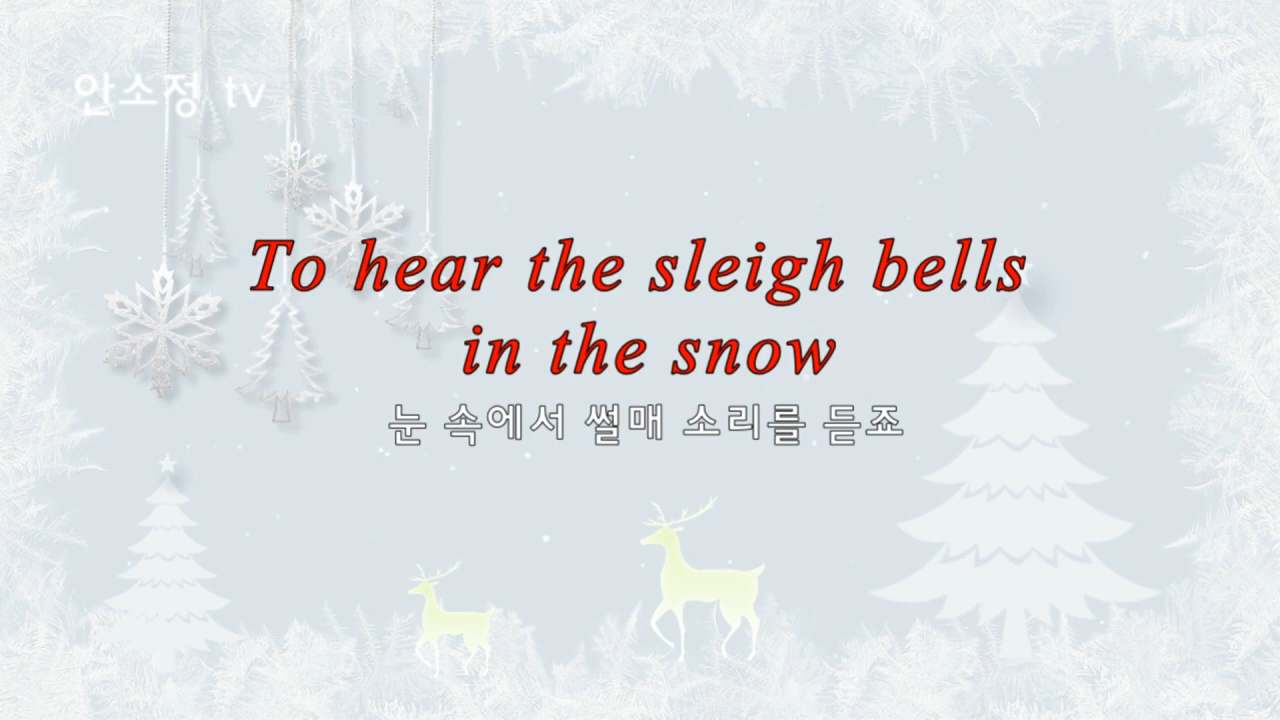 안소정 tv
To hear the sleigh bells
in the snow
눈 속에서 썰매 소리를 듣죠